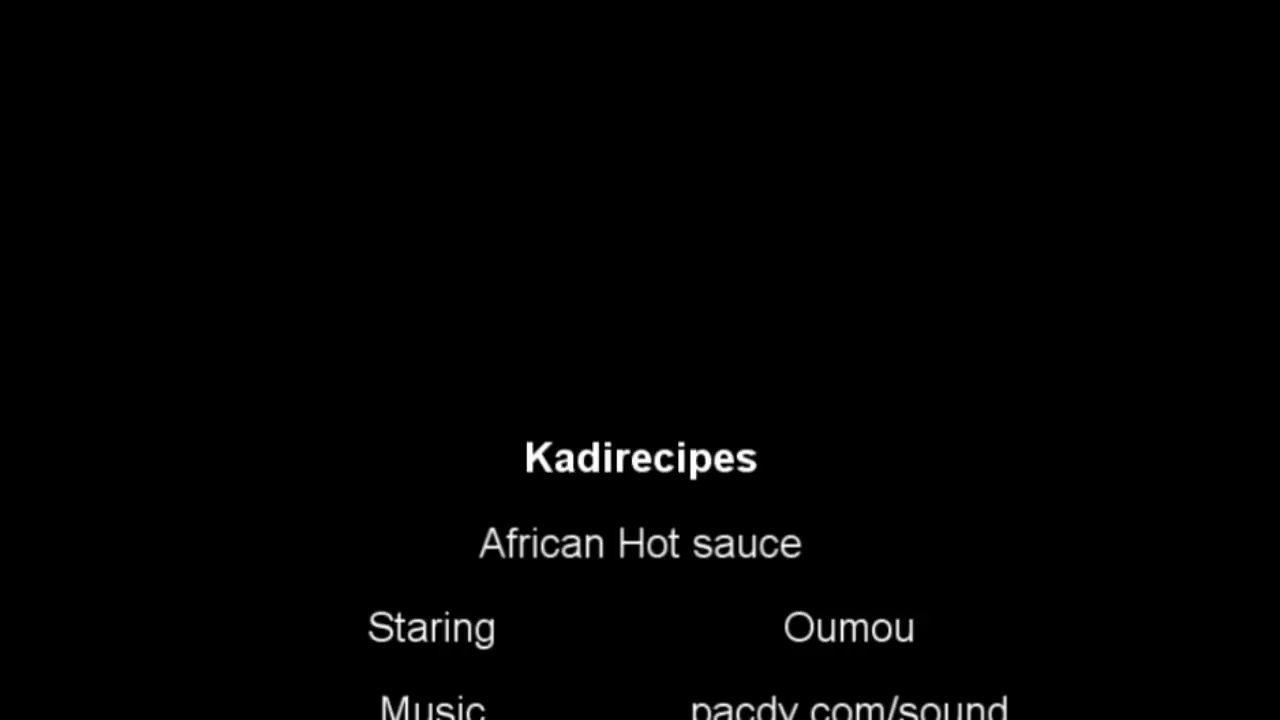 Kadirecipes
African Hot sauce
Staring Oumou
Music pacdv.com/sound